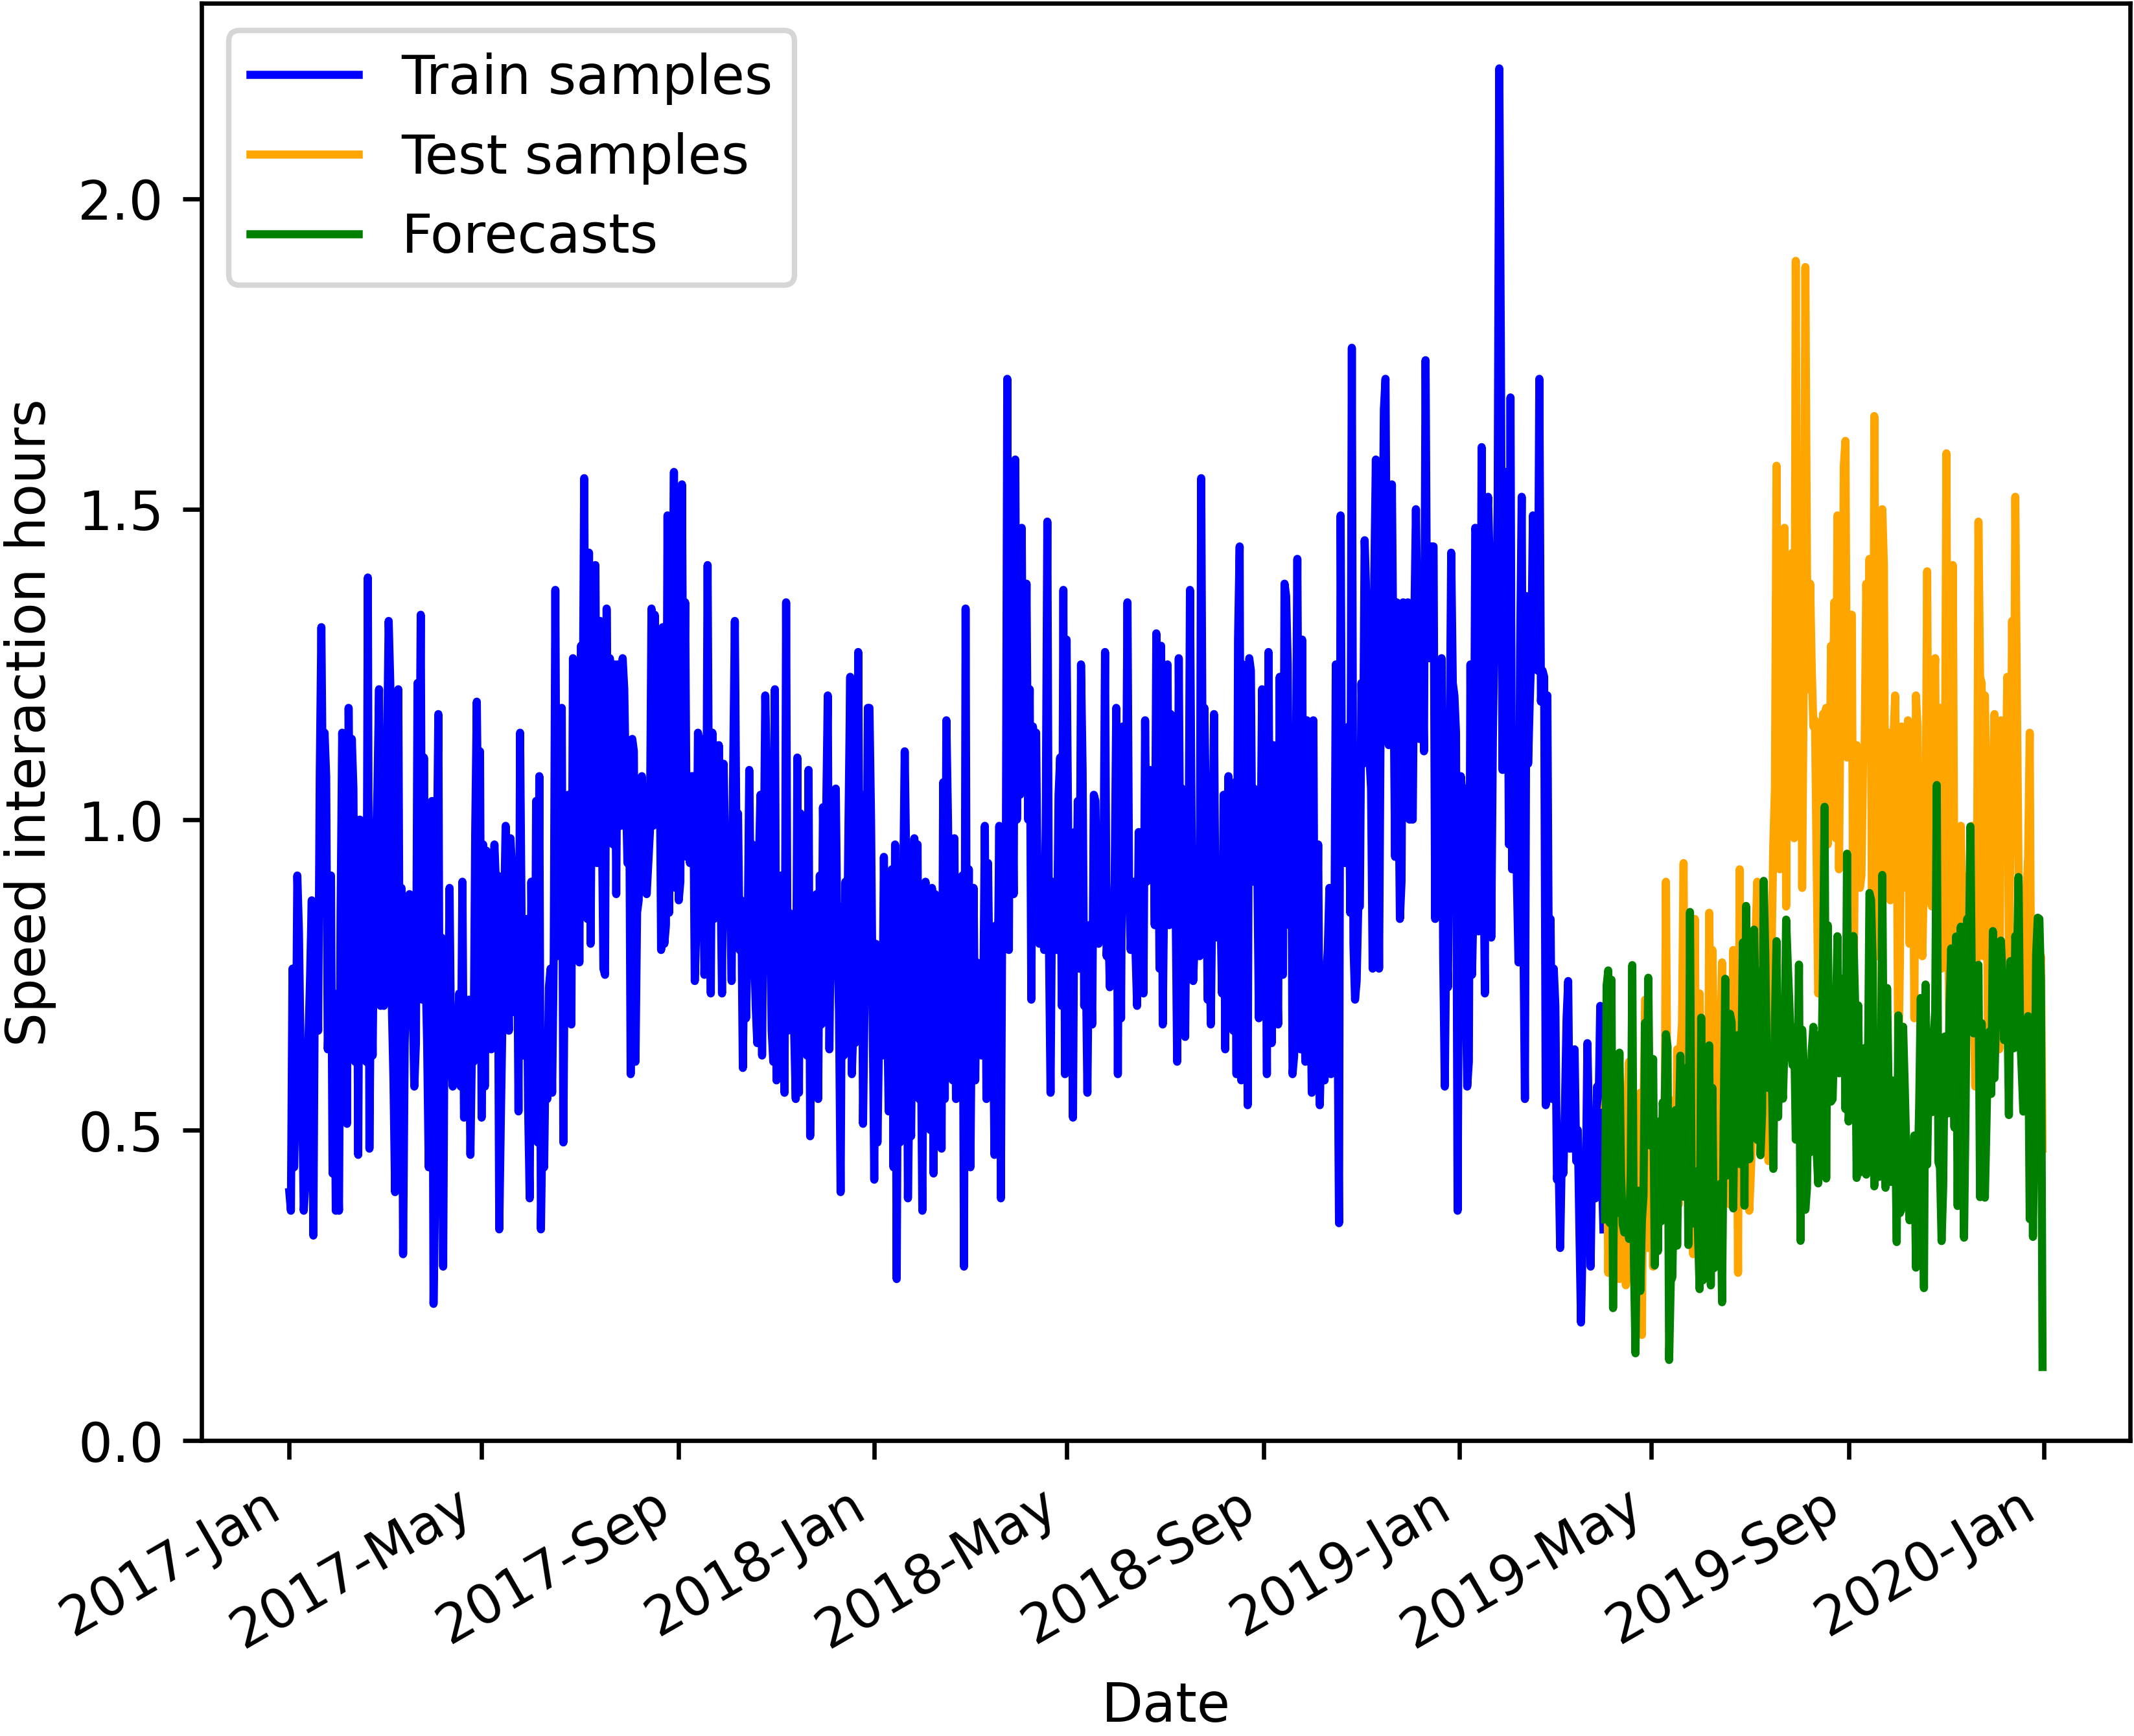 Train samples
Test samples
Forecasts
Speed interaction hours
2.0
1.5
1.0
0.5
0.0
2017-Jan
2017-May
2017-Sep
2018-Jan
2018-May
2018-Sep
2019-Jan
2019-May
2019-Sep
2020-Jan
Date